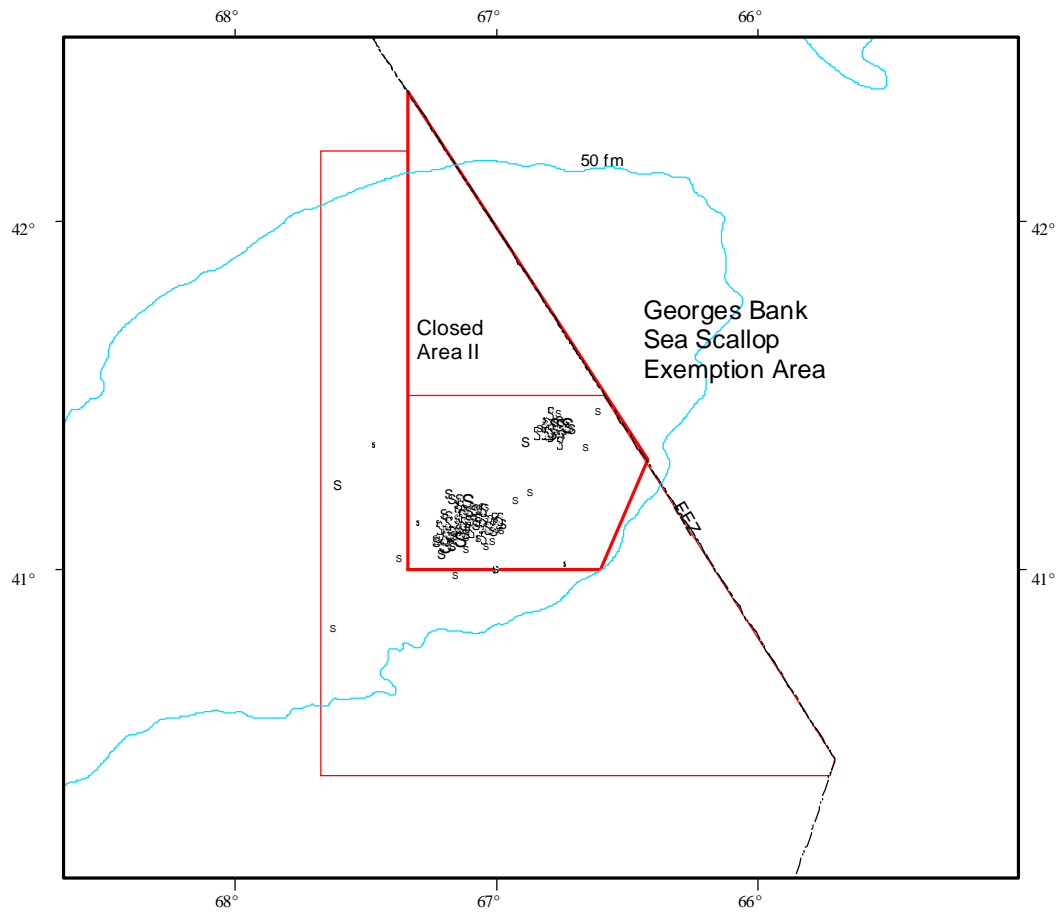 68° 67° 66°
50 fm
42° 42°
Georges Bank
Sea Scallop
Exemption Area
Closed
Area II
EEZ
41° 41°
68° 67° 66°